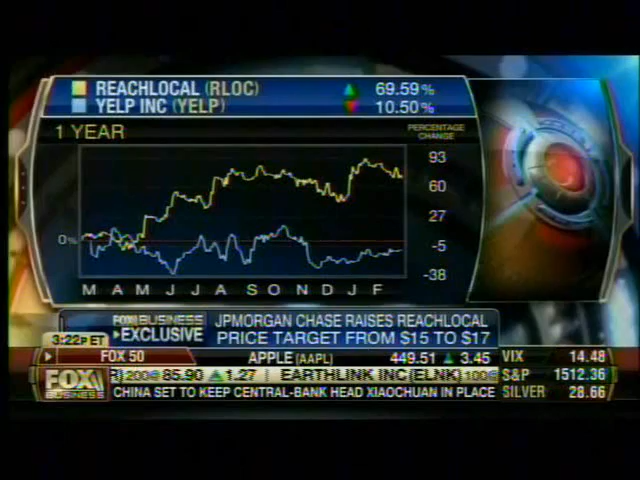 REACHLOCAL (RLOC) 69.59%
YELP INC (YELP) 10.50%
1 YEAR
PERCENTAGE CHANGE
93
60
27
0%
-5
-38
M A M J J A S O N D J F
FOX BUSINESS EXCLUSIVE
JPMORGAN CHASE RAISES REACHLOCAL
PRICE TARGET FROM $15 TO $17
3:22P ET
FOX 50 APPLE (AAPL) 449.51 3.45 VIX 14.48
FOX BUSINESS
85.90 1.27 EARTHLINK INC(ELNK) 100@ S&P 1512.36
CHINA SET TO KEEP CENTRAL-BANK HEAD XIAOCHUAN IN PLACE SILVER 28.66